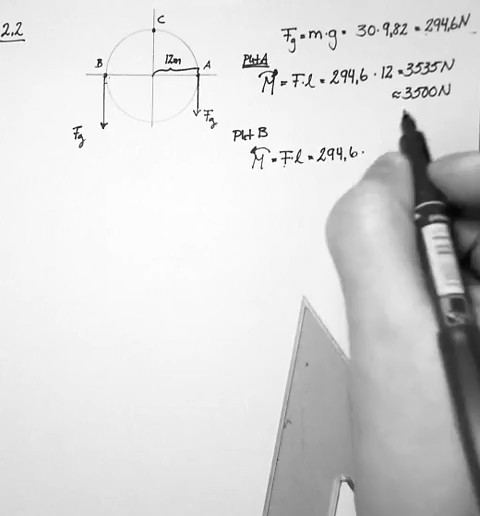 2.2
C
12m
B
A
Fg
Fg
Fg = m·g = 30·9,82 = 294,6N
Pkt A
M = F·l = 294,6 · 12 = 3535N
≈3500N
Pkt B
M = F·l = 294,6 ·